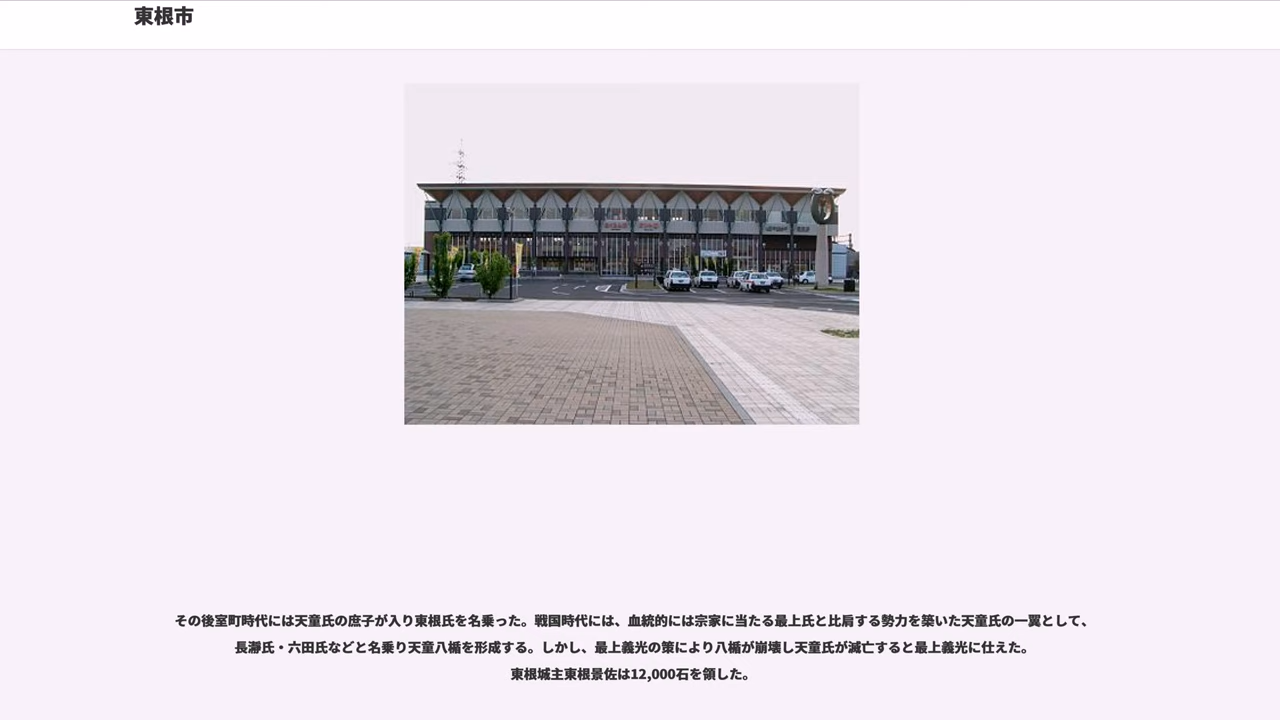 東根市
その後室町時代には天童氏の庶子が入り東根氏を名乗った。戦国時代には、血統的には宗家に当たる最上氏と比肩する勢力を築いた天童氏の一翼として、
長瀞氏・六田氏などと名乗り天童八楯を形成する。しかし、最上義光の策により八楯が崩壊し天童氏が滅亡すると最上義光に仕えた。
東根城主東根景佐は12,000石を領した。